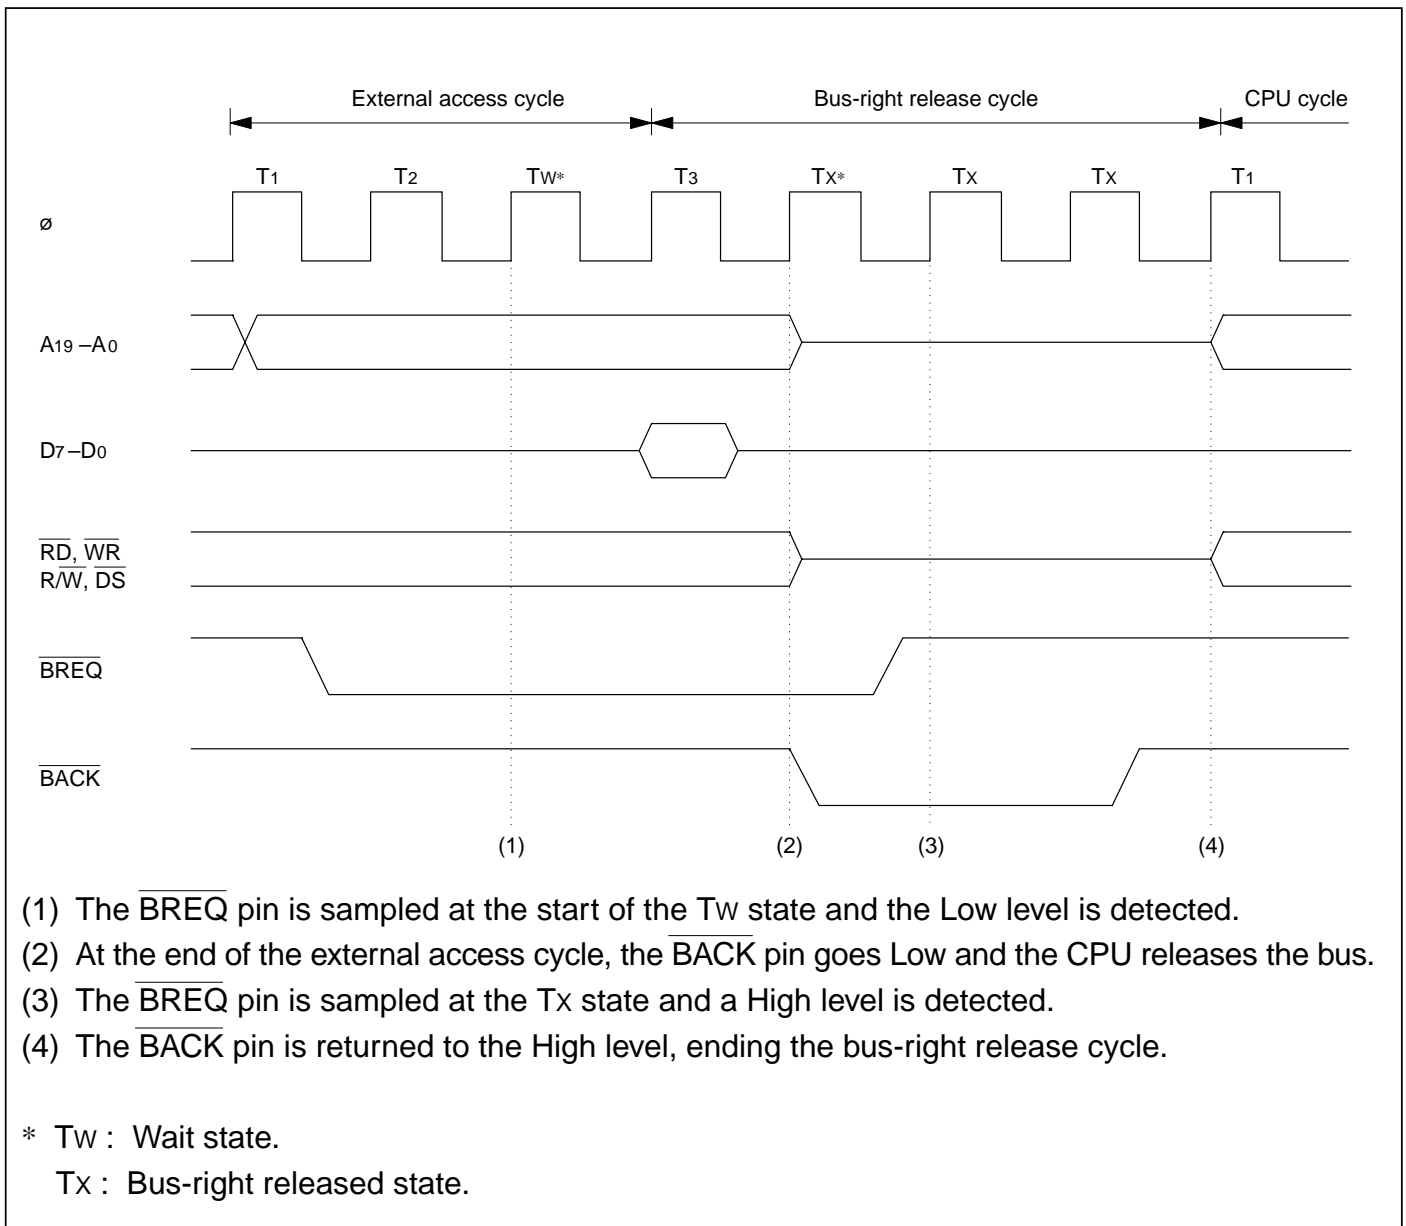 External access cycle Bus-right release cycle CPU cycle
T1 T2 TW* T3 TX* TX TX T1
ø
A19 –A0
D7–D0
RD, WR
R/W, DS
BREQ
BACK
(1) (2) (3) (4)
(1) The BREQ pin is sampled at the start of the TW state and the Low level is detected.
(2) At the end of the external access cycle, the BACK pin goes Low and the CPU releases the bus.
(3) The BREQ pin is sampled at the TX state and a High level is detected.
(4) The BACK pin is returned to the High level, ending the bus-right release cycle.
* TW : Wait state.
TX : Bus-right released state.